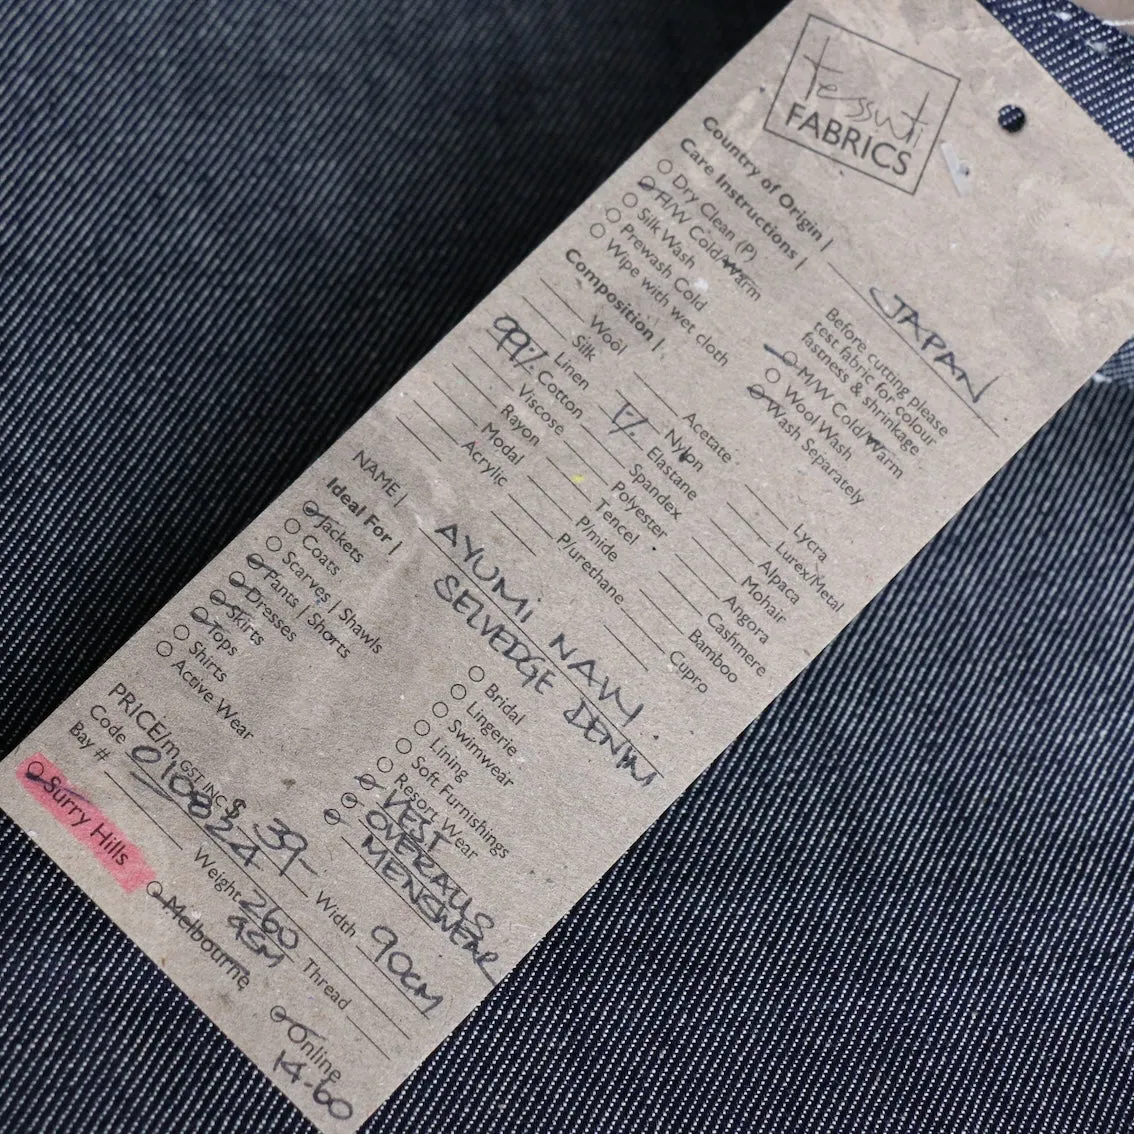 tessuti
FABRICS
Country of Origin | JAPAN
Care Instructions |
Before cutting please
test fabric for colour
fastness & shrinkage
Dry Clean (P)
H/W Cold/Warm
Silk Wash
Prewash Cold
Wipe with wet cloth
M/W Cold/Warm
Wool Wash
Wash Separately
Composition |
Wool
Silk
Linen
99% Cotton
Viscose
Rayon
Modal
Acrylic
Acetate
Nylon
1% Elastane
Spandex
Polyester
Tencel
P/mide
P/urethane
Lycra
Lurex/Metal
Alpaca
Mohair
Angora
Cashmere
Bamboo
Cupro
NAME | AYUMI NAVY
SELVEDGE DENIM
Ideal For |
Jackets
Coats
Scarves | Shawls
Pants | Shorts
Dresses
Skirts
Tops
Shirts
Active Wear
Bridal
Lingerie
Swimwear
Lining
Soft Furnishings
Resort Wear
VEST
OVERALLS
MENSWEAR
PRICE/m GST INC $ 39- Width 90CM
Code 010824 Weight 260 GSM Thread
Bay #
Surry Hills
Melbourne
Online
14-60